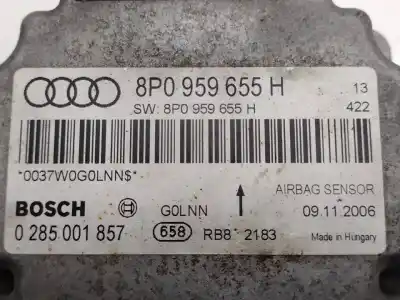 8P0 959 655 H
13
SW: 8P0 959 655 H
422
*0037W0G0LNN$*
AIRBAG SENSOR
BOSCH
G0LNN
09.11.2006
0 285 001 857
658
RB8* 2183
Made in Hungary